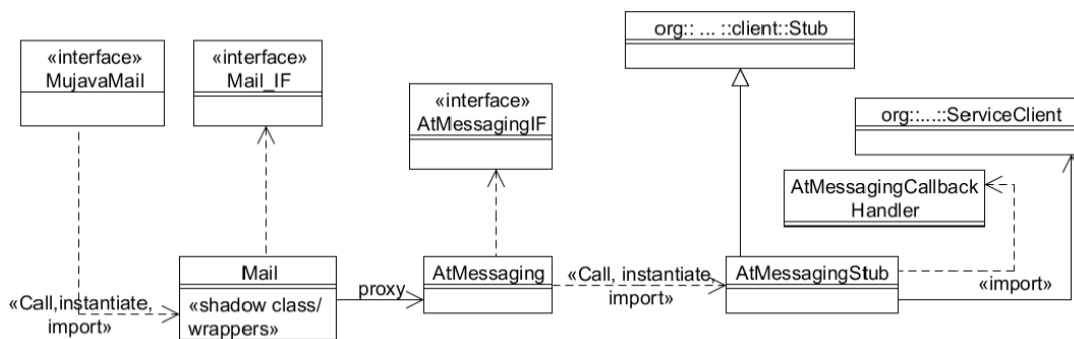 org:: ... ::client::Stub
«interface»
MujavaMail
«interface»
Mail_IF
«interface»
AtMessagingIF
org::...::ServiceClient
AtMessagingCallback
Handler
Mail
«shadow class/
wrappers»
«Call,instantiate,
import»
proxy
AtMessaging
«Call, instantiate,
import»
AtMessagingStub
«import»